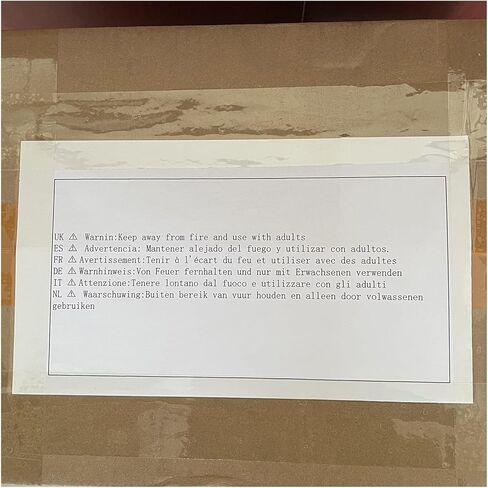 UK ⚠ Warnin:Keep away from fire and use with adults
ES ⚠ Advertencia: Mantener alejado del fuego y utilizar con adultos.
FR ⚠ Avertissement:Tenir à l'écart du feu et utiliser avec des adultes
DE ⚠ Warnhinweis:Von Feuer fernhalten und nur mit Erwachsenen verwenden
IT ⚠ Attenzione:Tenere lontano dal fuoco e utilizzare con gli adulti
NL ⚠ Waarschuwing:Buiten bereik van vuur houden en alleen door volwassenen
gebruiken